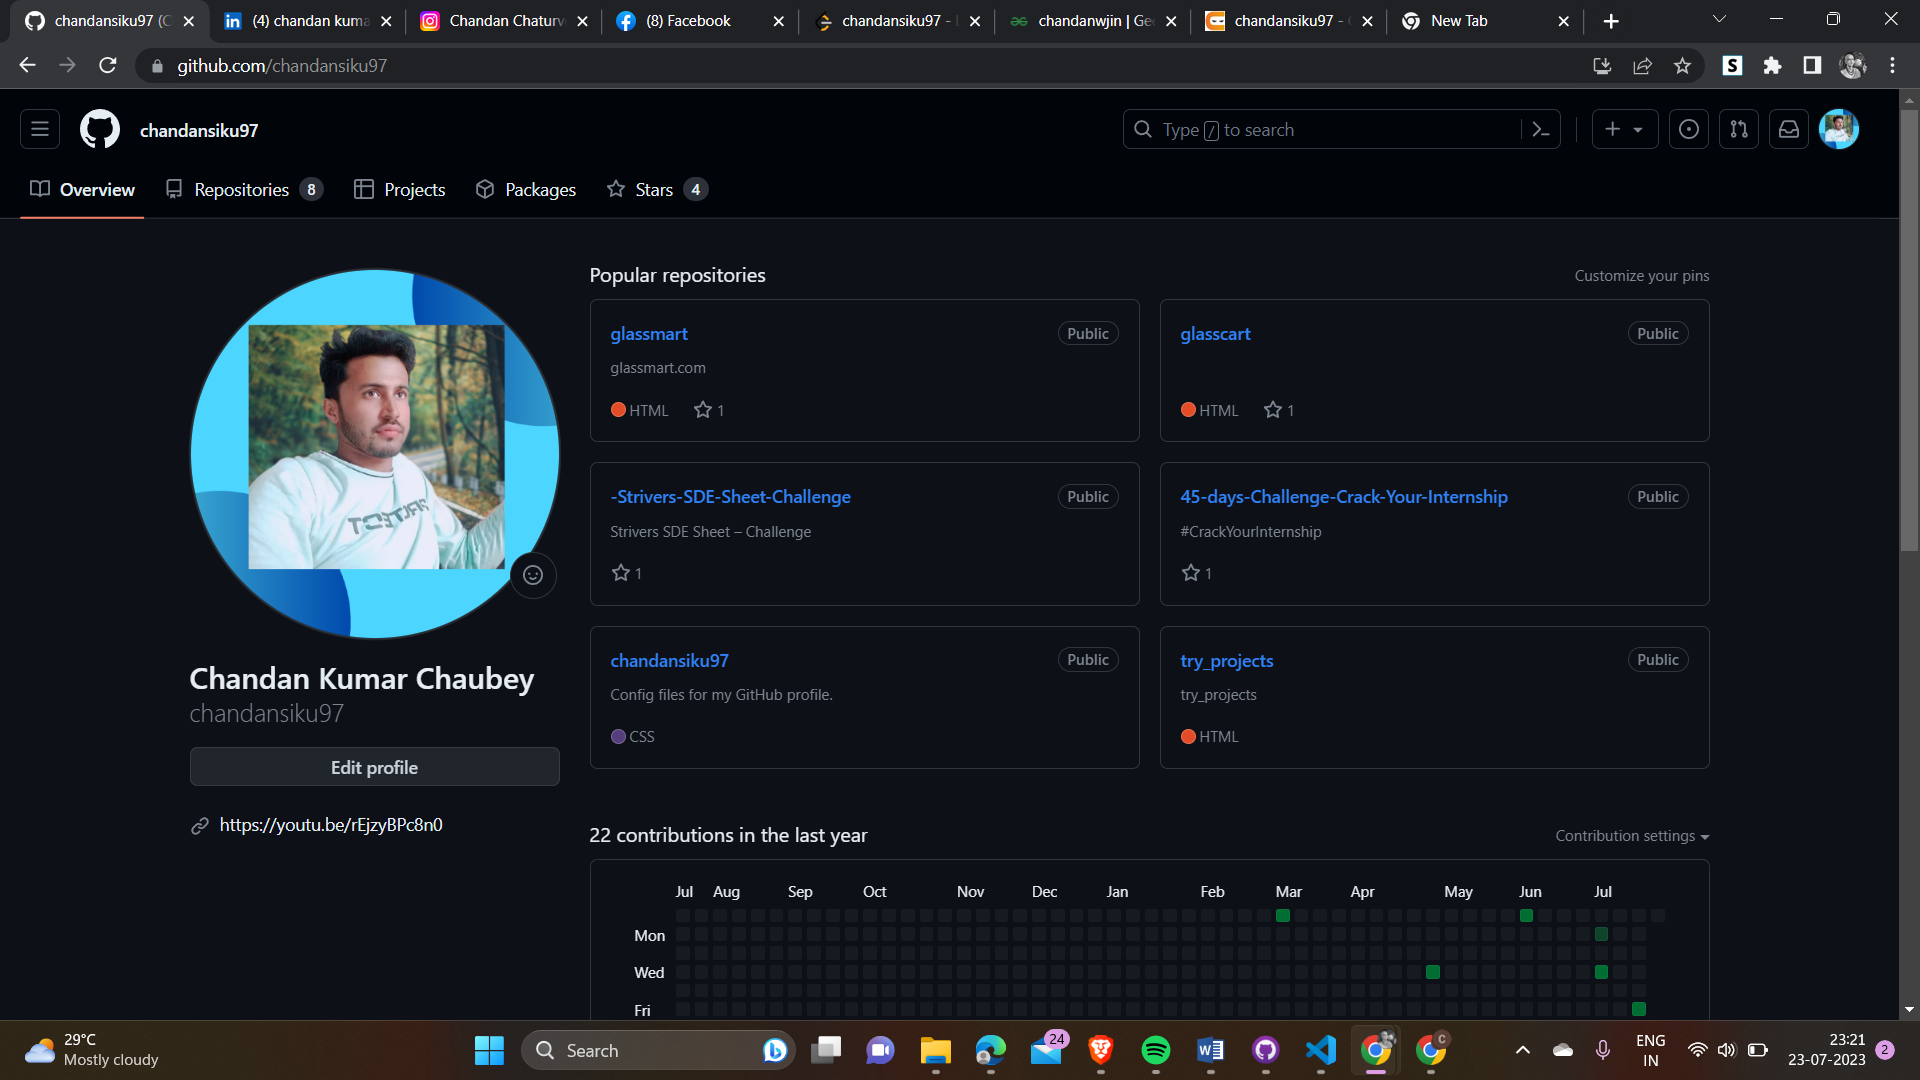 chandansiku97 (C
(4) chandan kuma
Chandan Chaturv
(8) Facebook
chandansiku97 -
chandanwjin | Ge
chandansiku97 -
New Tab
github.com/chandansiku97
S
chandansiku97
Type / to search
Overview
Repositories 8
Projects
Packages
Stars 4
Popular repositories
Customize your pins
glassmart
Public
glassmart.com
HTML
1
glasscart
Public
HTML
1
-Strivers-SDE-Sheet-Challenge
Public
Strivers SDE Sheet – Challenge
1
45-days-Challenge-Crack-Your-Internship
Public
#CrackYourInternship
1
chandansiku97
Public
Config files for my GitHub profile.
CSS
try_projects
Public
try_projects
HTML
Chandan Kumar Chaubey
chandansiku97
Edit profile
https://youtu.be/rEjzyBPc8n0
22 contributions in the last year
Contribution settings
Jul Aug Sep Oct Nov Dec Jan Feb Mar Apr May Jun Jul
Mon
Wed
Fri
29°C
Mostly cloudy
Search
24
C
ENG
IN
23:21
23-07-2023
2